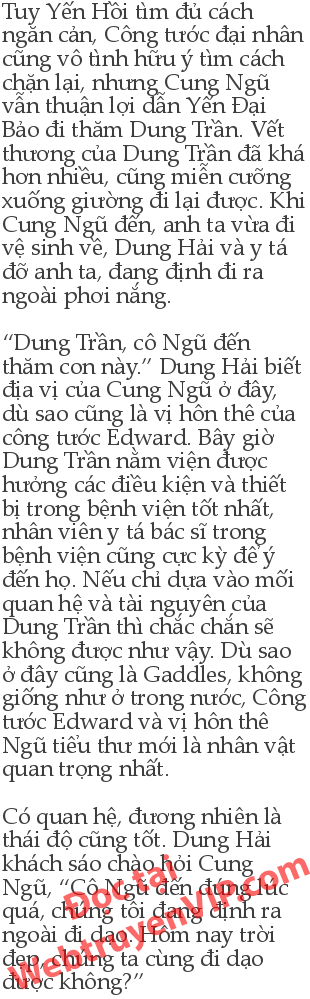 Tuy Yến Hồi tìm đủ cách
ngăn cản, Công tước đại nhân
cũng vô tình hữu ý tìm cách
chặn lại, nhưng Cung Ngũ
vẫn thuận lợi dẫn Yến Đại
Bảo đi thăm Dung Trần. Vết
thương của Dung Trần đã khá
hơn nhiều, cũng miễn cưỡng
xuống giường đi lại được. Khi
Cung Ngũ đến, anh ta vừa đi
vệ sinh về, Dung Hải và y tá
đỡ anh ta, đang định đi ra
ngoài phơi nắng.

“Dung Trần, cô Ngũ đến
thăm con này.” Dung Hải biết
địa vị của Cung Ngũ ở đây,
dù sao cũng là vị hôn thê của
công tước Edward. Bây giờ
Dung Trần nằm viện được
hưởng các điều kiện và thiết
bị trong bệnh viện tốt nhất,
nhân viên y tá bác sĩ trong
bệnh viện cũng cực kỳ để ý
đến họ. Nếu chỉ dựa vào mối
quan hệ và tài nguyên của
Dung Trần thì chắc chắn sẽ
không được như vậy. Dù sao
ở đây cũng là Gaddles, không
giống như ở trong nước, Công
tước Edward và vị hôn thê
Ngũ tiểu thư mới là nhân vật
quan trọng nhất.

Có quan hệ, đương nhiên là
thái độ cũng tốt. Dung Hải
khách sáo chào hỏi Cung
Ngũ, “Cô Ngũ đến đúng lúc
quá, chúng tôi đang định ra
ngoài đi dạo. Hôm nay trời
đẹp, chúng ta cùng đi dạo
được không?”
Đọc tại
WebtruyenVIP.com